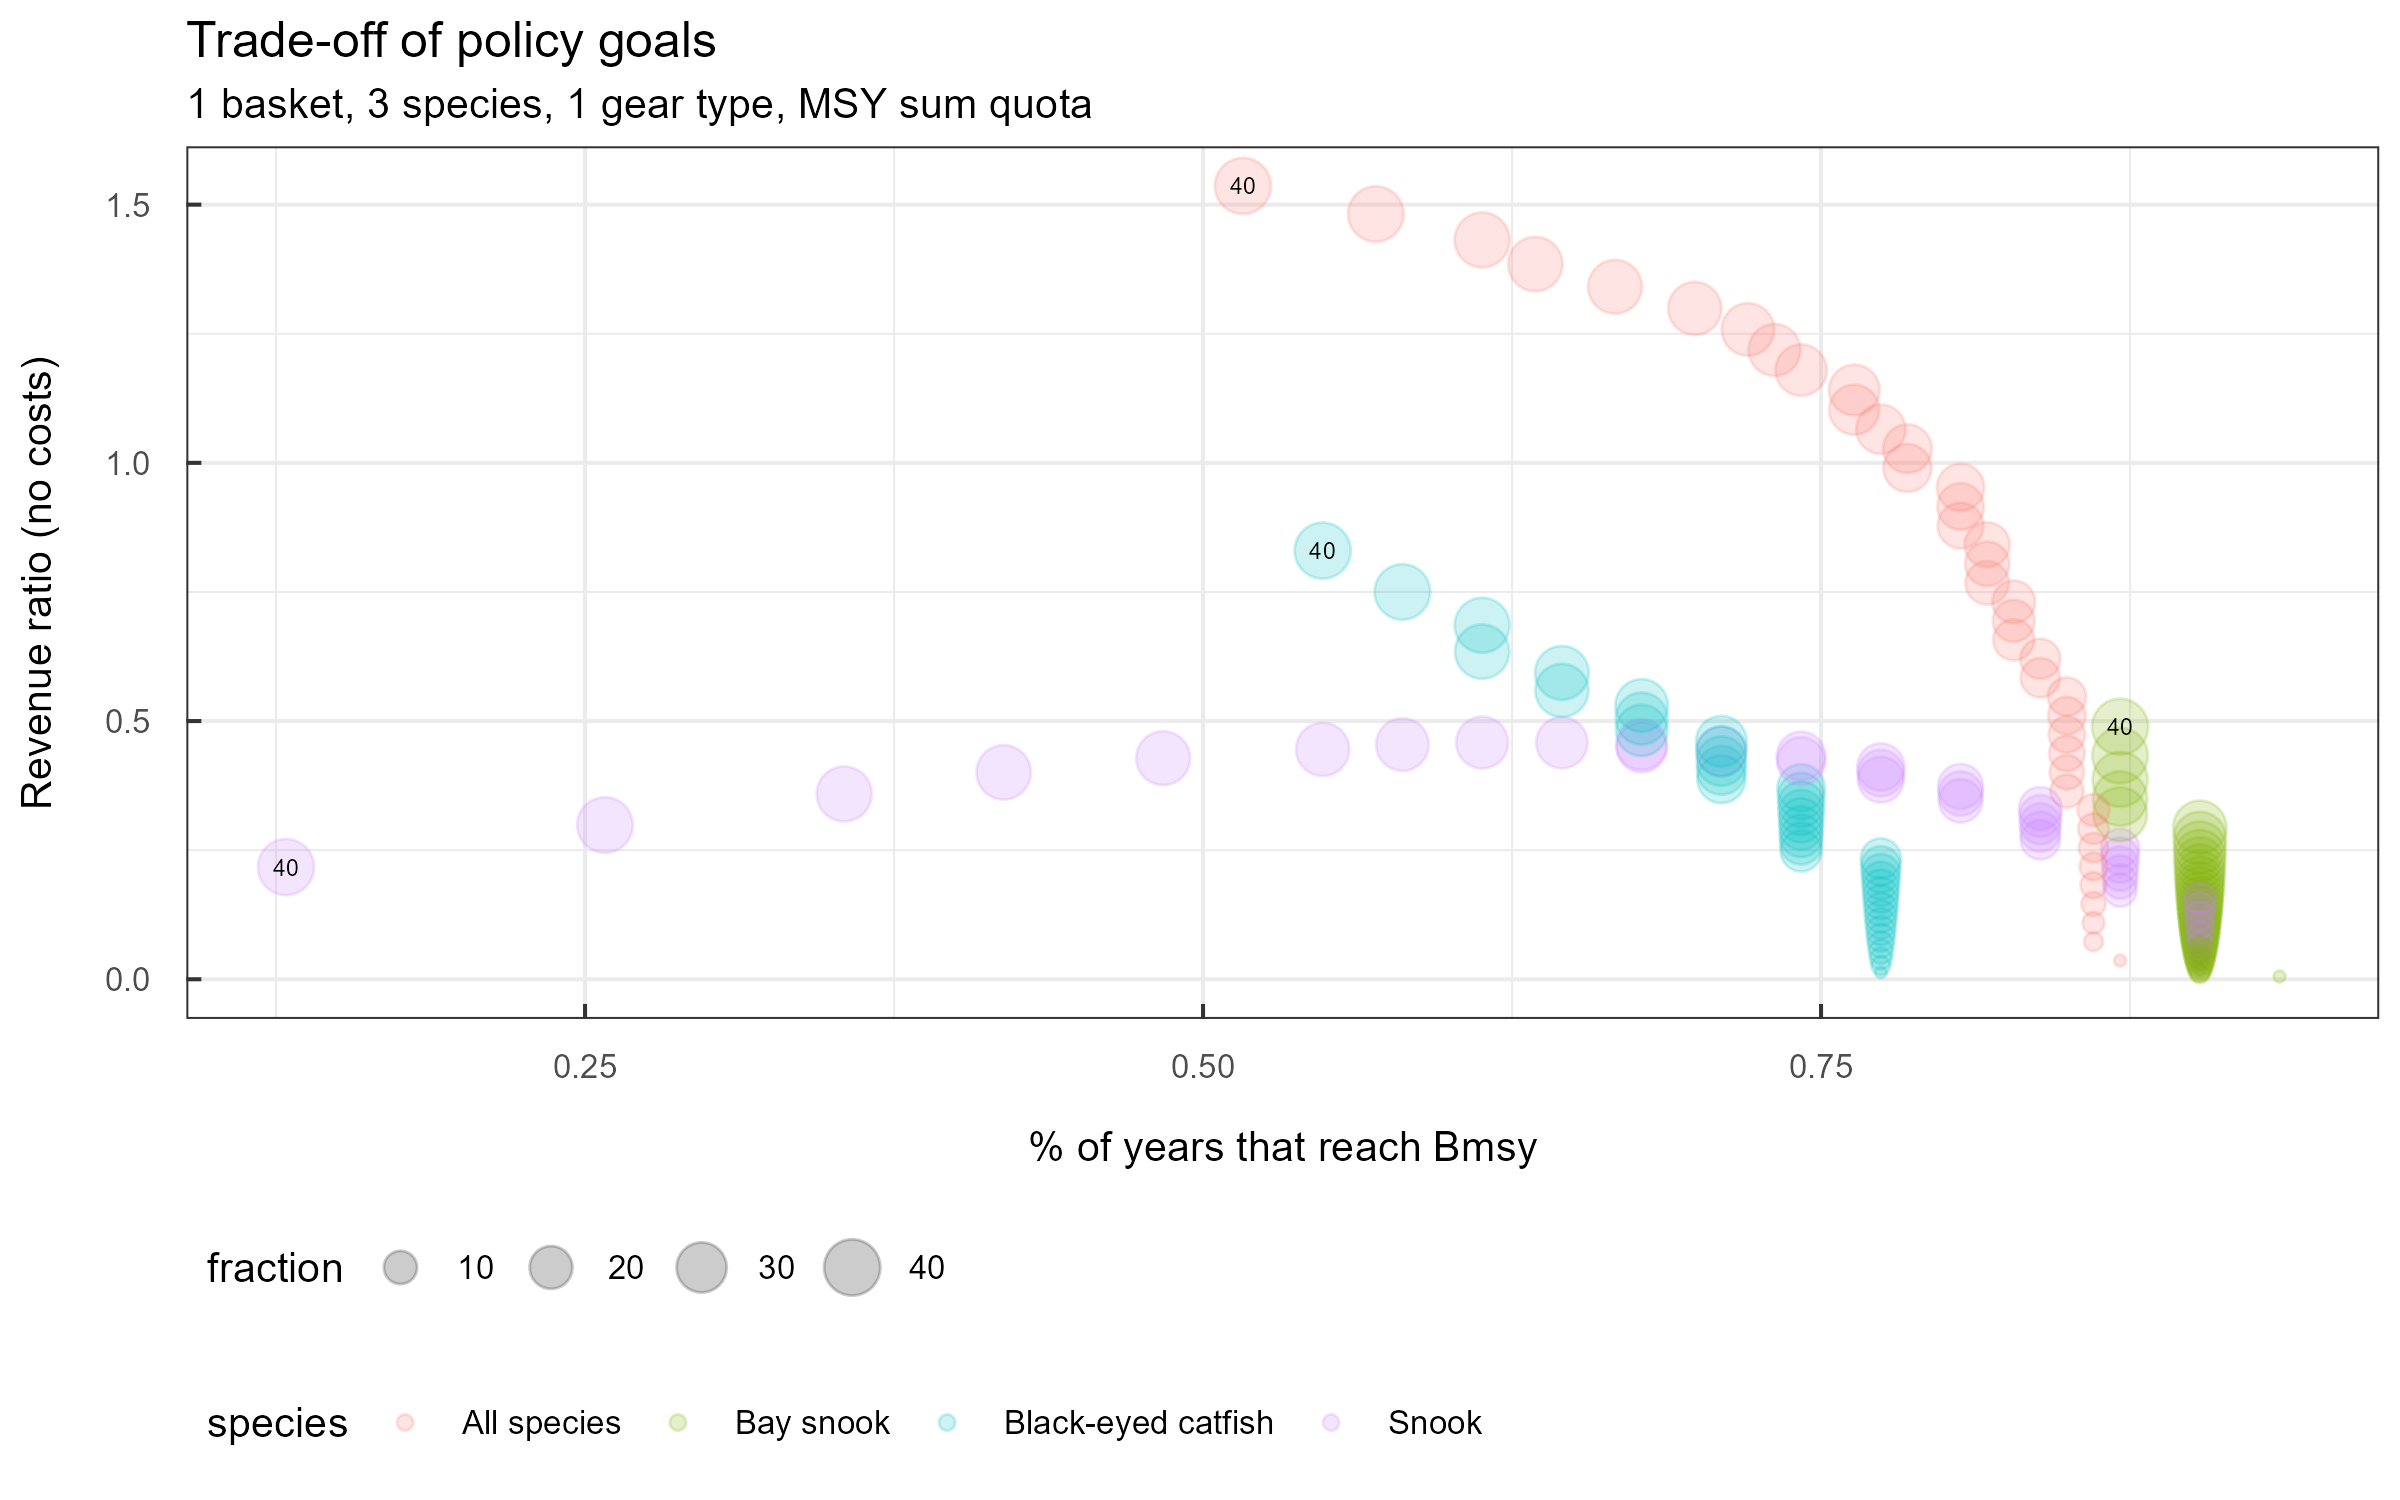 Trade-off of policy goals
1 basket, 3 species, 1 gear type, MSY sum quota
Revenue ratio (no costs)
1.5
1.0
0.5
0.0
40
40
40
40
0.25 0.50 0.75
% of years that reach Bmsy
fraction 10 20 30 40
species All species Bay snook Black-eyed catfish Snook